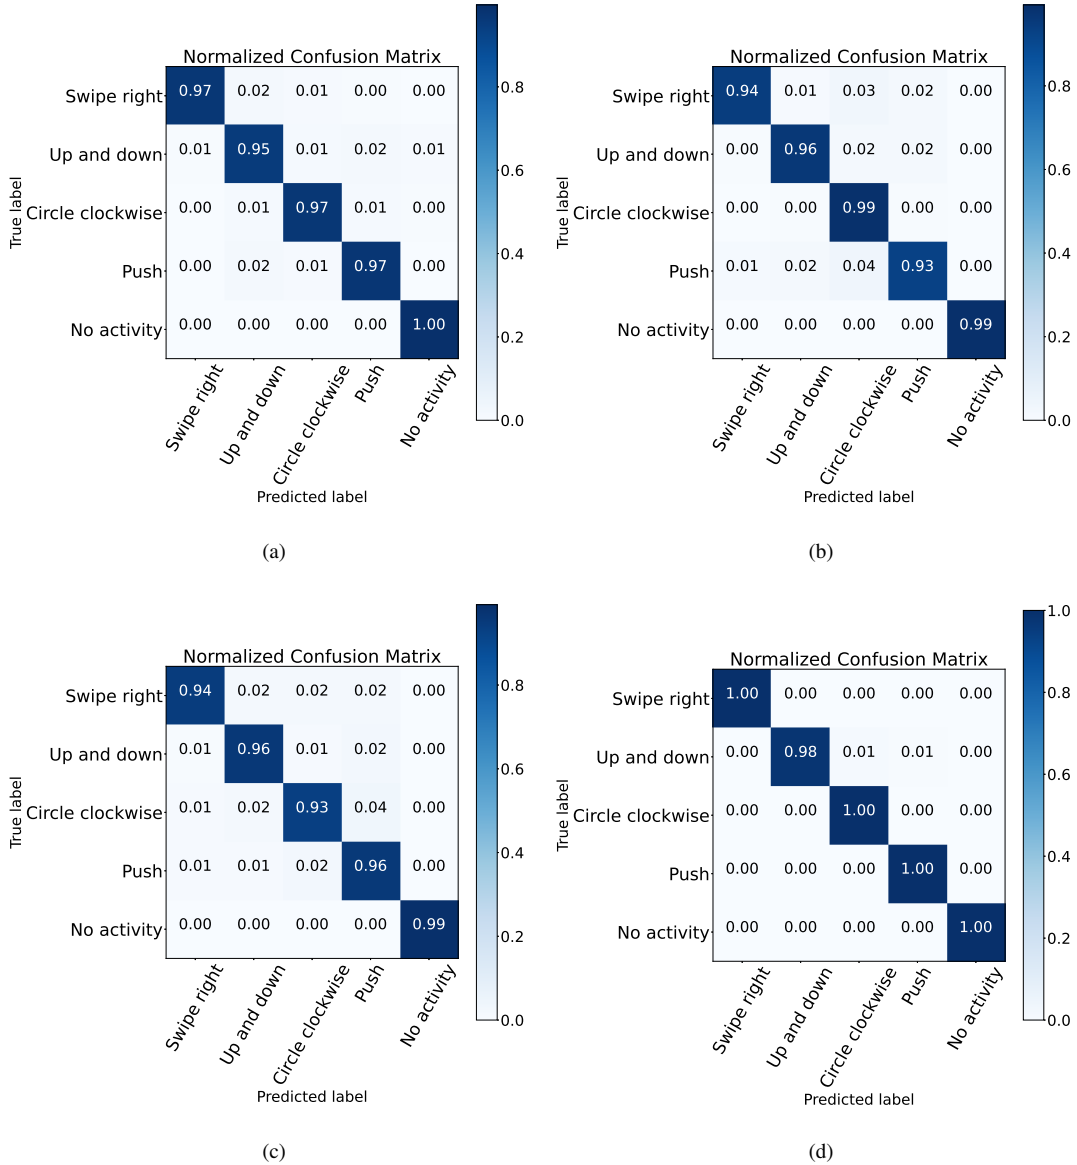 Normalized Confusion Matrix
Swipe right 0.97 0.02 0.01 0.00 0.00
Up and down 0.01 0.95 0.01 0.02 0.01
Circle clockwise 0.00 0.01 0.97 0.01 0.00
Push 0.00 0.02 0.01 0.97 0.00
No activity 0.00 0.00 0.00 0.00 1.00
True label
Swipe right
Up and down
Circle clockwise
Push
No activity
Predicted label
0.8
0.6
0.4
0.2
0.0
(a)
Normalized Confusion Matrix
Swipe right 0.94 0.01 0.03 0.02 0.00
Up and down 0.00 0.96 0.02 0.02 0.00
Circle clockwise 0.00 0.00 0.99 0.00 0.00
Push 0.01 0.02 0.04 0.93 0.00
No activity 0.00 0.00 0.00 0.00 0.99
True label
Swipe right
Up and down
Circle clockwise
Push
No activity
Predicted label
0.8
0.6
0.4
0.2
0.0
(b)
Normalized Confusion Matrix
Swipe right 0.94 0.02 0.02 0.02 0.00
Up and down 0.01 0.96 0.01 0.02 0.00
Circle clockwise 0.01 0.02 0.93 0.04 0.00
Push 0.01 0.01 0.02 0.96 0.00
No activity 0.00 0.00 0.00 0.00 0.99
True label
Swipe right
Up and down
Circle clockwise
Push
No activity
Predicted label
0.8
0.6
0.4
0.2
0.0
(c)
Normalized Confusion Matrix
Swipe right 1.00 0.00 0.00 0.00 0.00
Up and down 0.00 0.98 0.01 0.01 0.00
Circle clockwise 0.00 0.00 1.00 0.00 0.00
Push 0.00 0.00 0.00 1.00 0.00
No activity 0.00 0.00 0.00 0.00 1.00
True label
Swipe right
Up and down
Circle clockwise
Push
No activity
Predicted label
1.0
0.8
0.6
0.4
0.2
0.0
(d)